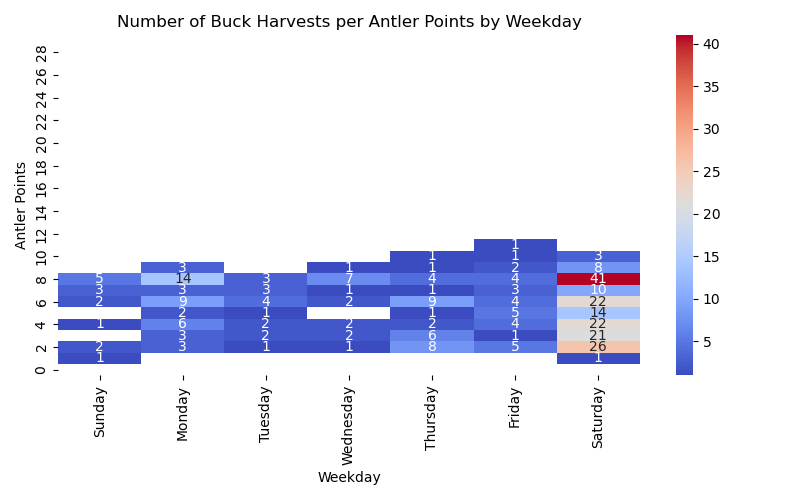 Number of Buck Harvests per Antler Points by Weekday
Antler Points
28
26
24
22
20
18
16
14
12
1
10 1 1 3
3 1 1 2 8
8 5 14 3 7 4 4 41
3 3 3 1 1 3 10
6 2 9 4 2 9 4 22
2 1 1 5 14
4 1 6 2 2 2 4 22
3 2 2 6 1 21
2 2 3 1 1 8 5 26
1 1
0
Sunday Monday Tuesday Wednesday Thursday Friday Saturday
Weekday
40
35
30
25
20
15
10
5